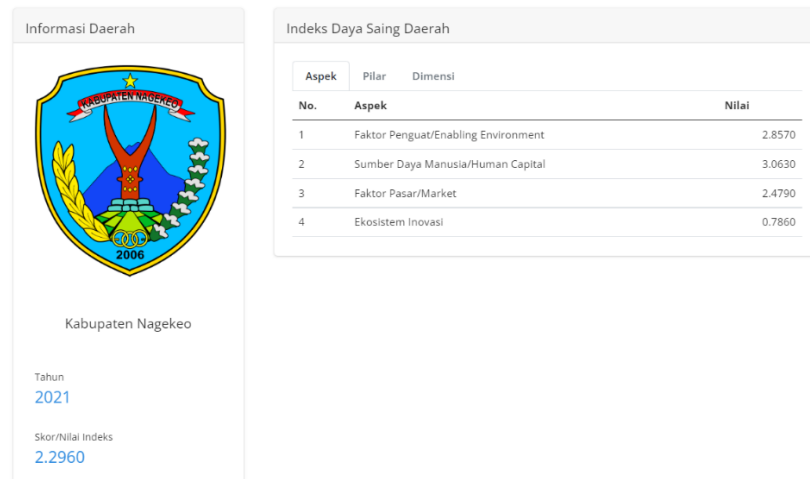 Informasi Daerah
KABUPATEN NAGEKEO
2006
Kabupaten Nagekeo
Tahun
2021
Skor/Nilai Indeks
2.2960
Indeks Daya Saing Daerah
Aspek Pilar Dimensi
No. Aspek Nilai
1 Faktor Penguat/Enabling Environment 2.8570
2 Sumber Daya Manusia/Human Capital 3.0630
3 Faktor Pasar/Market 2.4790
4 Ekosistem Inovasi 0.7860